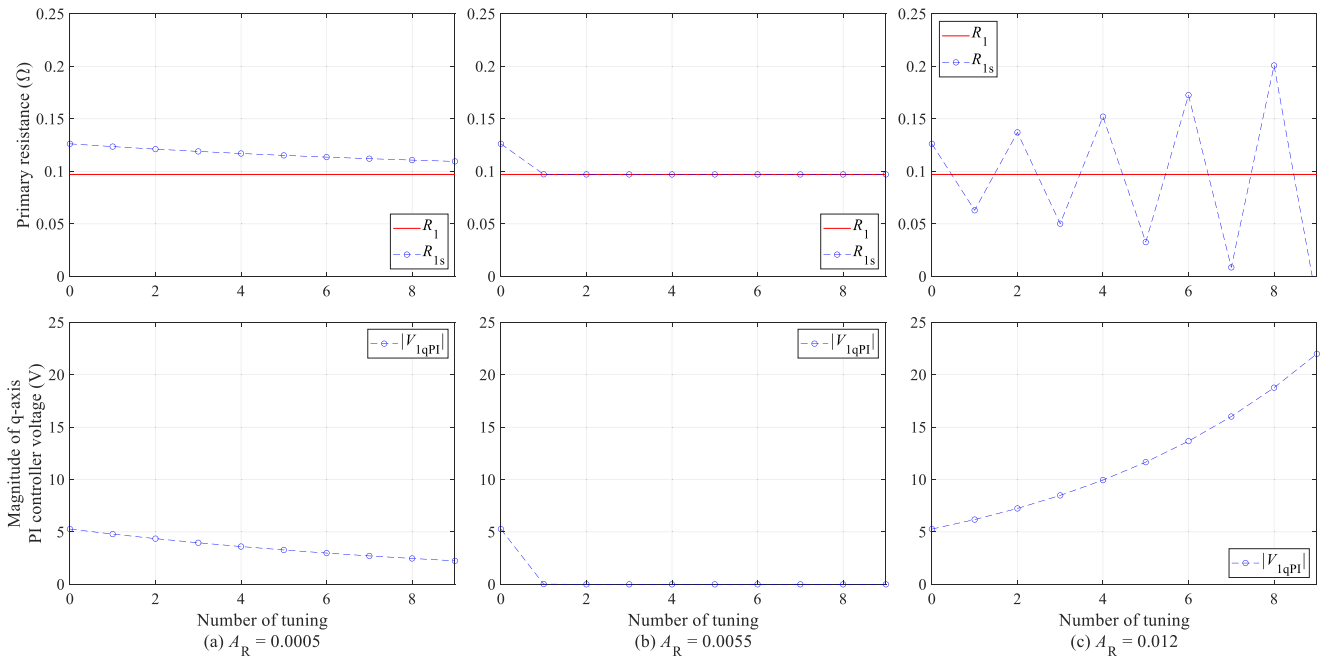 Primary resistance (Ω)
0.25
0.2
0.15
0.1
0.05
0
0 2 4 6 8
R1
R1s
0.25
0.2
0.15
0.1
0.05
0
0 2 4 6 8
R1
R1s
0.25
0.2
0.15
0.1
0.05
0
0 2 4 6 8
R1
R1s
Magnitude of q-axis
PI controller voltage (V)
25
20
15
10
5
0
0 2 4 6 8
|V1qPI|
Number of tuning
(a) AR = 0.0005
25
20
15
10
5
0
0 2 4 6 8
|V1qPI|
Number of tuning
(b) AR = 0.0055
25
20
15
10
5
0
0 2 4 6 8
|V1qPI|
Number of tuning
(c) AR = 0.012